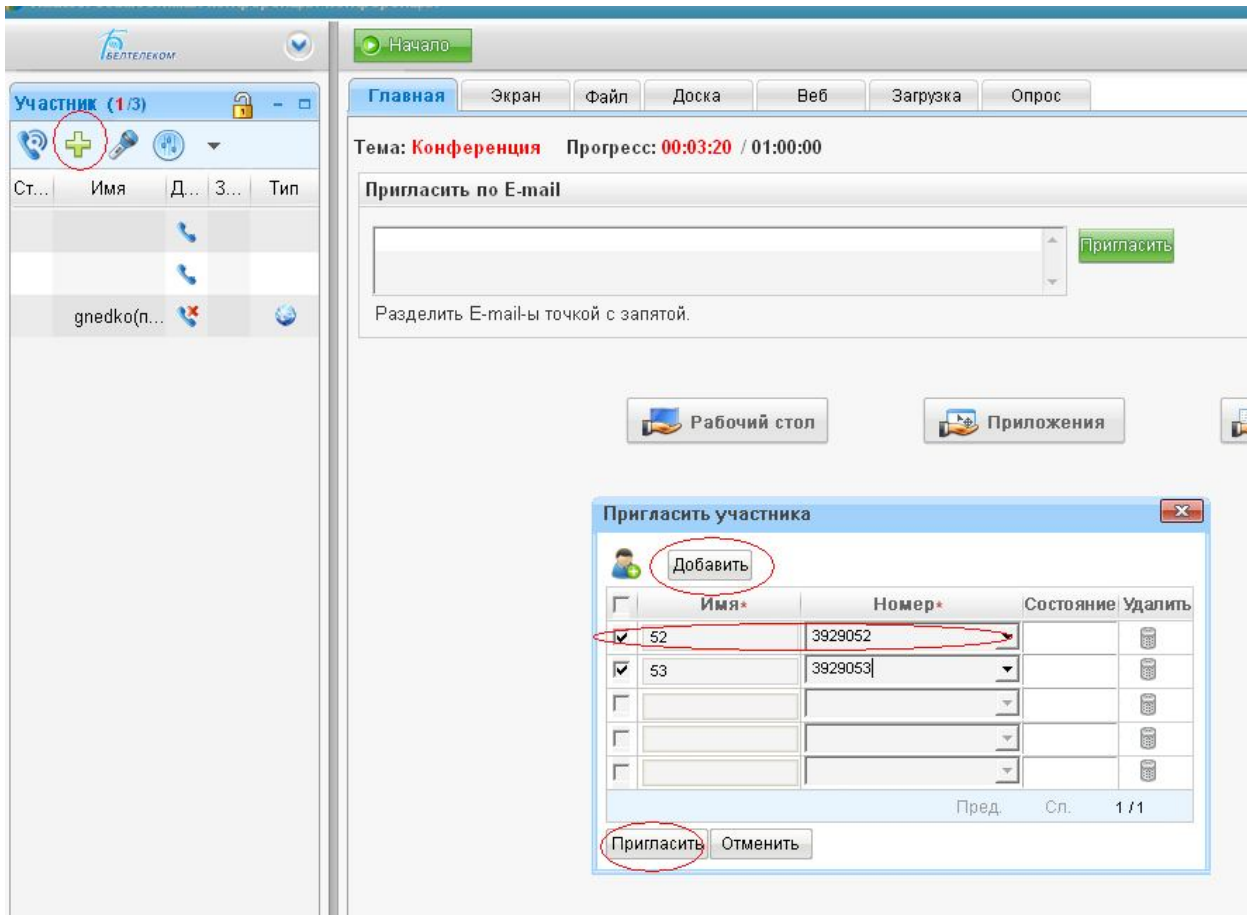 БЕЛТЕЛЕКОМ
Начало
Участник (1/3)
Главная Экран Файл Доска Веб Загрузка Опрос
Тема: Конференция Прогресс: 00:03:20 / 01:00:00
Ст... Имя Д... З... Тип
Пригласить по E-mail
Пригласить
gnedko(п...
Разделить E-mail-ы точкой с запятой.
Рабочий стол Приложения
Пригласить участника
Добавить
Имя* Номер* Состояние Удалить
52 3929052
53 3929053
Пред. Сл. 1 / 1
Пригласить Отменить